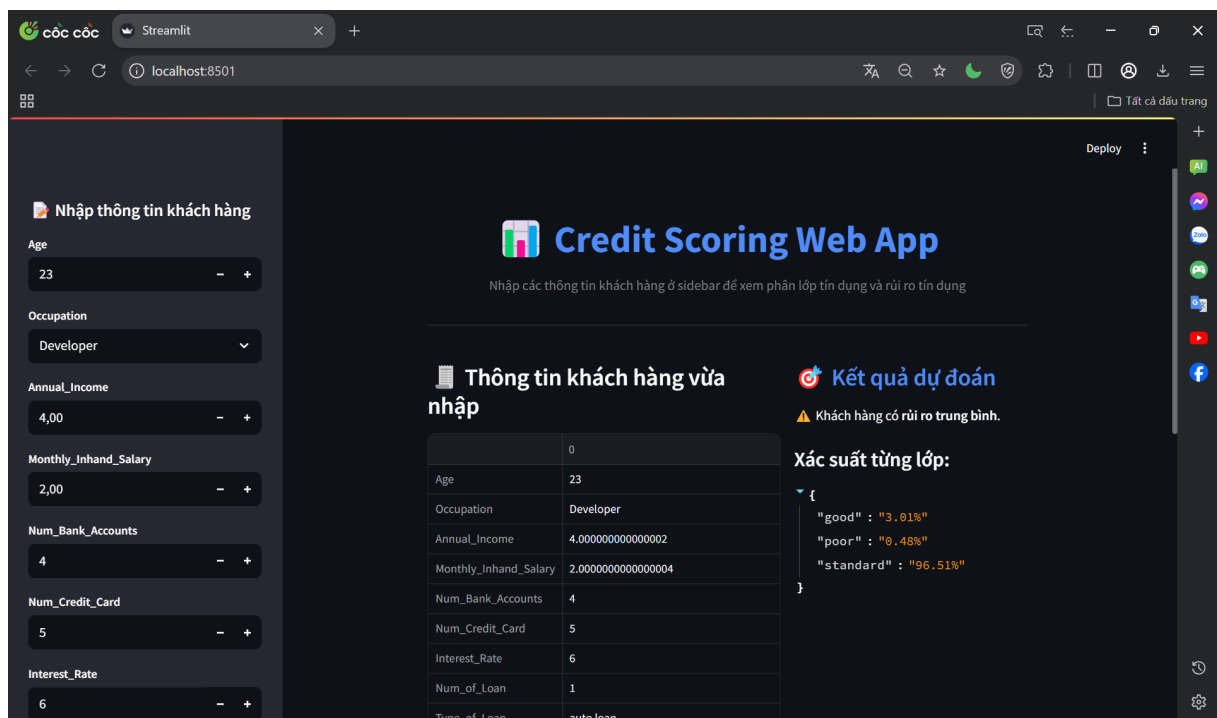 cốc cốc
Streamlit
localhost:8501
Tất cả dấu trang
Deploy
📝 Nhập thông tin khách hàng
Age
23
Occupation
Developer
Annual_Income
4,00
Monthly_Inhand_Salary
2,00
Num_Bank_Accounts
4
Num_Credit_Card
5
Interest_Rate
6
📊 Credit Scoring Web App
Nhập các thông tin khách hàng ở sidebar để xem phân lớp tín dụng và rủi ro tín dụng
Thông tin khách hàng vừa
nhập
0
Age 23
Occupation Developer
Annual_Income 4.000000000000002
Monthly_Inhand_Salary 2.0000000000000004
Num_Bank_Accounts 4
Num_Credit_Card 5
Interest_Rate 6
Num_of_Loan 1
Type_of_Loan auto loan
🎯 Kết quả dự đoán
⚠️ Khách hàng có rủi ro trung bình.
Xác suất từng lớp:
{
"good" : "3.01%"
"poor" : "0.48%"
"standard" : "96.51%"
}
AI
Zalo